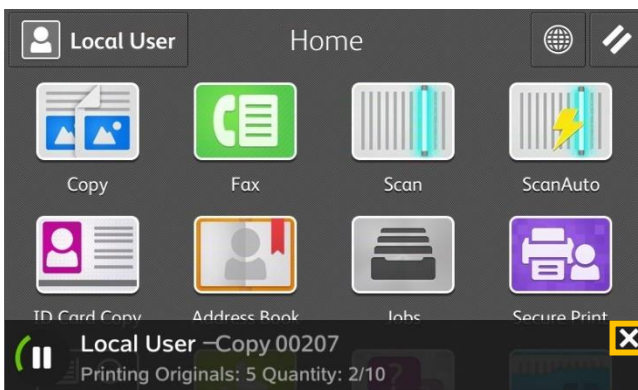 Local User
Home
Copy
Fax
Scan
ScanAuto
ID Card Copy
Address Book
Jobs
Secure Print
Local User —Copy 00207
Printing Originals: 5 Quantity: 2/10